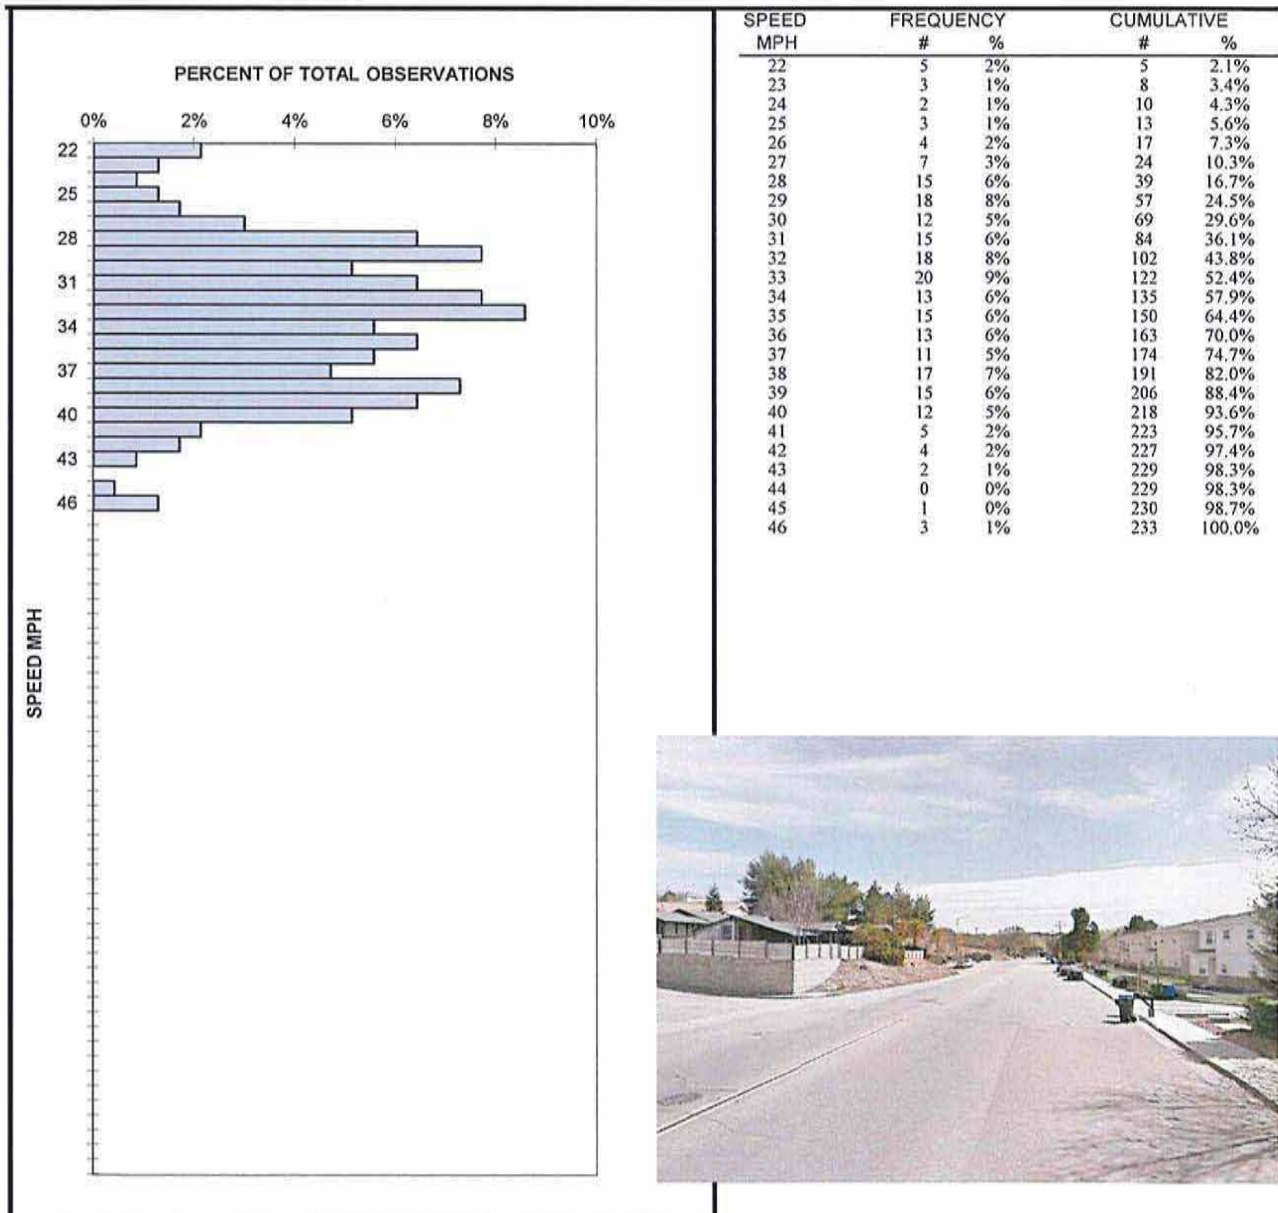 PERCENT OF TOTAL OBSERVATIONS
0% 2% 4% 6% 8% 10%
22
25
28
31
34
37
40
43
46
SPEED MPH
SPEED FREQUENCY CUMULATIVE
MPH # % # %
22 5 2% 5 2.1%
23 3 1% 8 3.4%
24 2 1% 10 4.3%
25 3 1% 13 5.6%
26 4 2% 17 7.3%
27 7 3% 24 10.3%
28 15 6% 39 16.7%
29 18 8% 57 24.5%
30 12 5% 69 29.6%
31 15 6% 84 36.1%
32 18 8% 102 43.8%
33 20 9% 122 52.4%
34 13 6% 135 57.9%
35 15 6% 150 64.4%
36 13 6% 163 70.0%
37 11 5% 174 74.7%
38 17 7% 191 82.0%
39 15 6% 206 88.4%
40 12 5% 218 93.6%
41 5 2% 223 95.7%
42 4 2% 227 97.4%
43 2 1% 229 98.3%
44 0 0% 229 98.3%
45 1 0% 230 98.7%
46 3 1% 233 100.0%